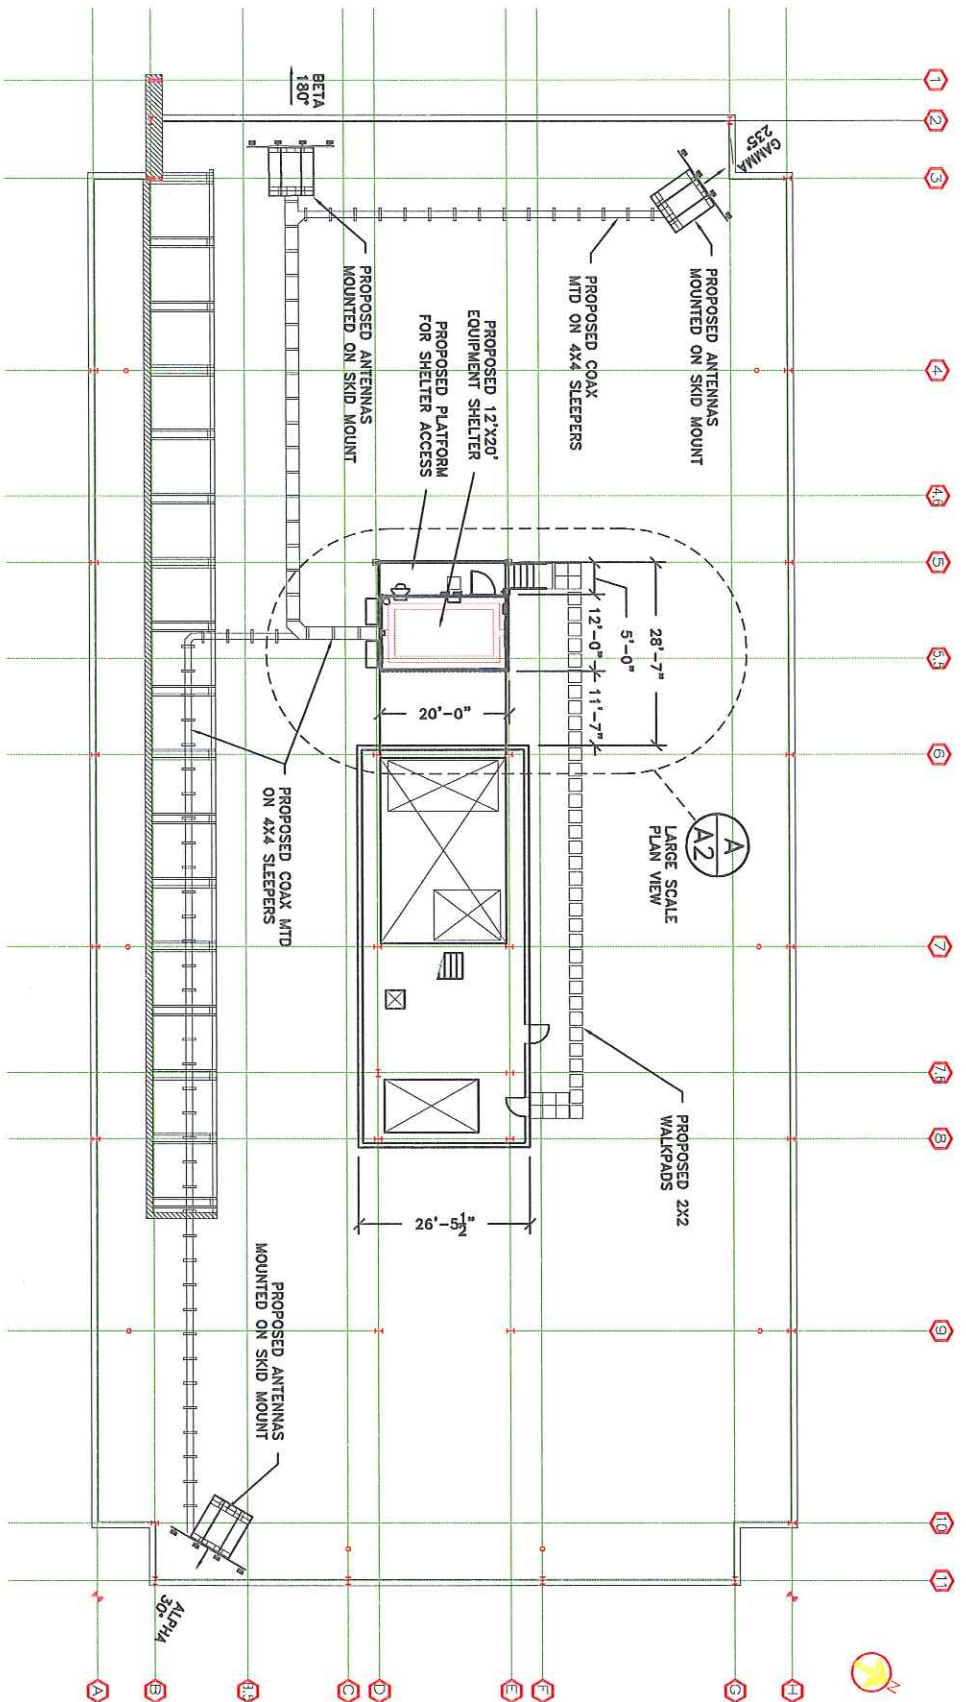 1
2
3
4
4.6
5
5.5
6
7
7.6
8
9
10
11
BETA
180°
GAMMA
235°
PROPOSED ANTENNAS
MOUNTED ON SKID MOUNT
PROPOSED COAX
MTD ON 4X4 SLEEPERS
PROPOSED ANTENNAS
MOUNTED ON SKID MOUNT
PROPOSED 12'X20'
EQUIPMENT SHELTER
PROPOSED PLATFORM
FOR SHELTER ACCESS
28'-7"
5'-0"
12'-0"
11'-7"
20'-0"
A
A2
LARGE SCALE
PLAN VIEW
PROPOSED COAX MTD
ON 4X4 SLEEPERS
PROPOSED 2X2
WALKPADS
26'-5½"
PROPOSED ANTENNAS
MOUNTED ON SKID MOUNT
ALPHA
30°
N
A
B
C
D
E
F
G
H